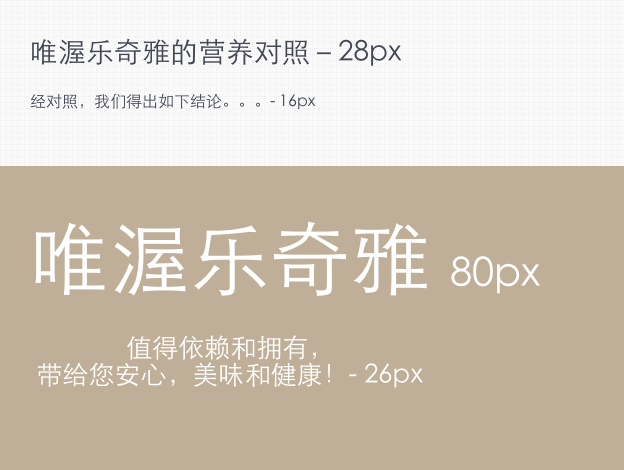 唯渥乐奇雅的营养对照 – 28px
经对照，我们得出如下结论。。。- 16px
唯渥乐奇雅 80px
值得依赖和拥有，
带给您安心，美味和健康！- 26px